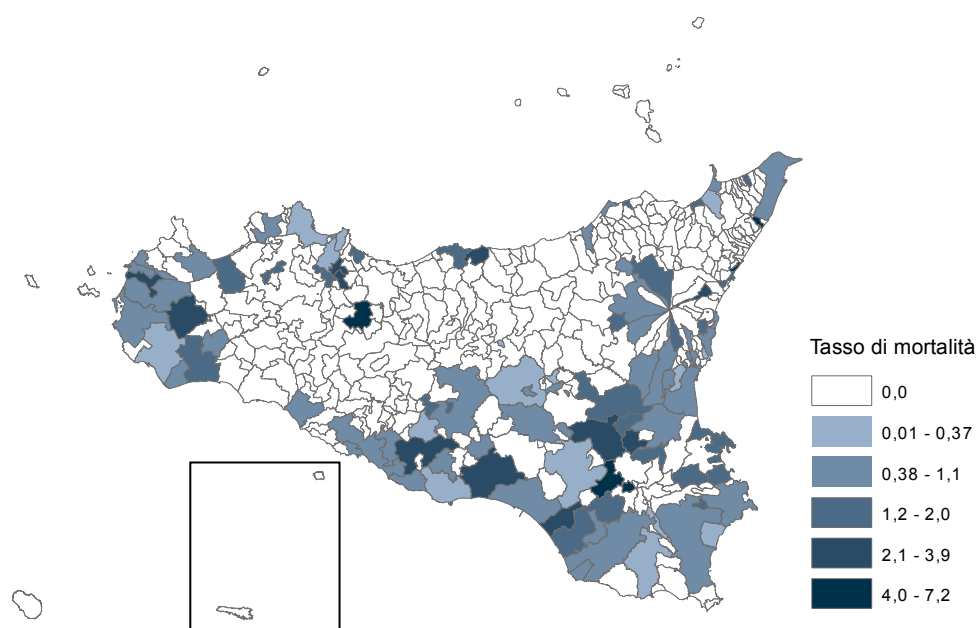 Tasso di mortalità
0,0
0,01 - 0,37
0,38 - 1,1
1,2 - 2,0
2,1 - 3,9
4,0 - 7,2